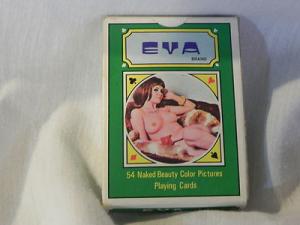 EVA
BRAND
54 Naked Beauty Color Pictures
Playing Cards